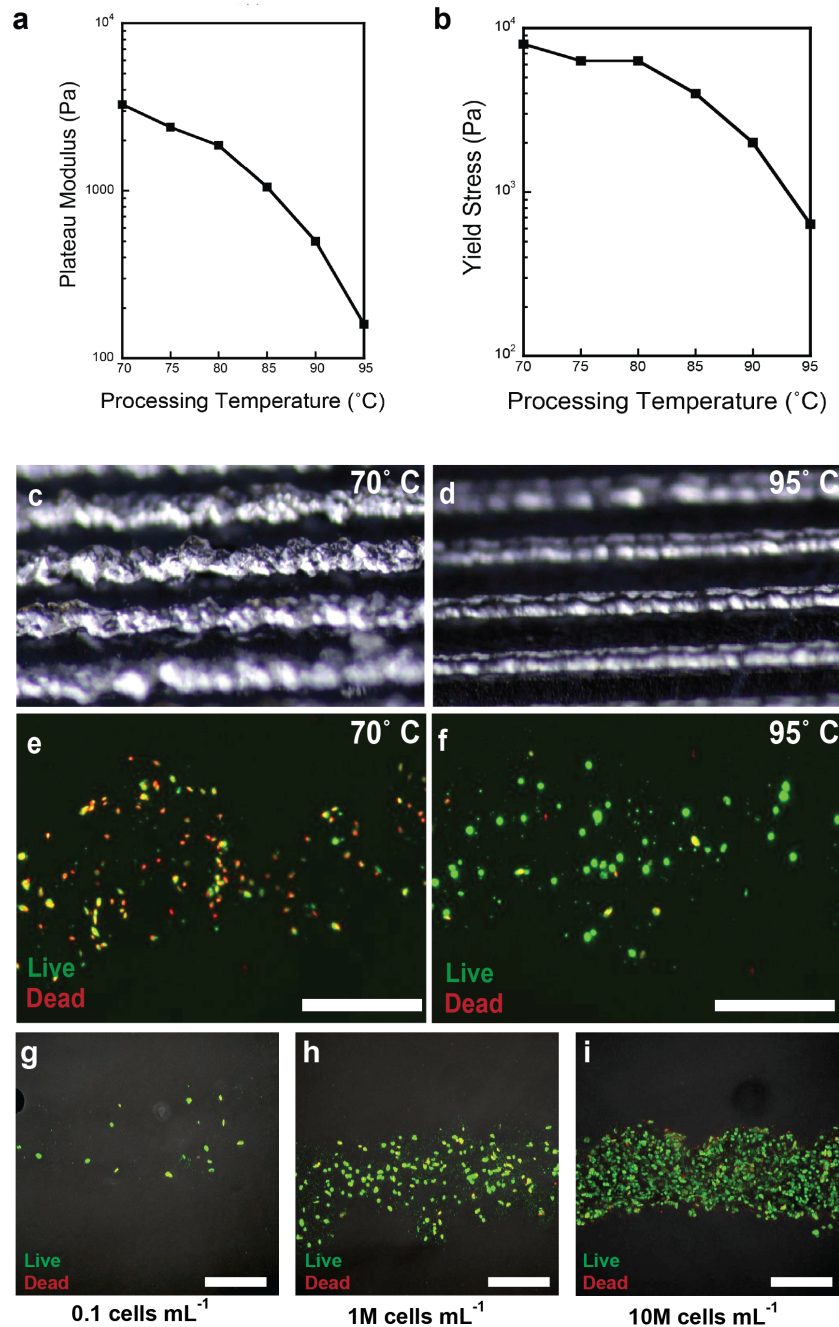 a
b
10⁴
1000
100
Plateau Modulus (Pa)
70 75 80 85 90 95
Processing Temperature (˚C)
10⁴
10³
10²
Yield Stress (Pa)
70 75 80 85 90 95
Processing Temperature (˚C)
c 70˚ C
d 95˚ C
e 70˚ C
Live
Dead
f 95˚ C
Live
Dead
g
Live
Dead
0.1 cells mL⁻¹
h
Live
Dead
1M cells mL⁻¹
i
Live
Dead
10M cells mL⁻¹